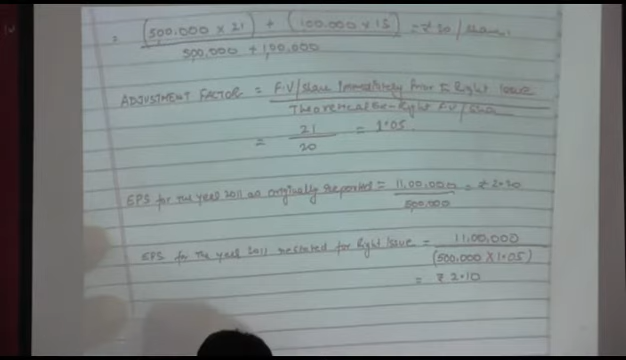 = (500,000 × 21) + (100,000 × 15) = ₹ 20 / share
500,000 + 100,000
ADJUSTMENT FACTOR = F.V/share Immediately Prior to Right Issue
Theoretical Ex-Right F.V/Share
= 21 = 1.05
20
EPS for the year 2011 as originally Reported = 11,00,000 = ₹ 2.20
500,000
EPS for the year 2011 restated for Right Issue = 11,00,000
(500,000 × 1.05)
= ₹ 2.10